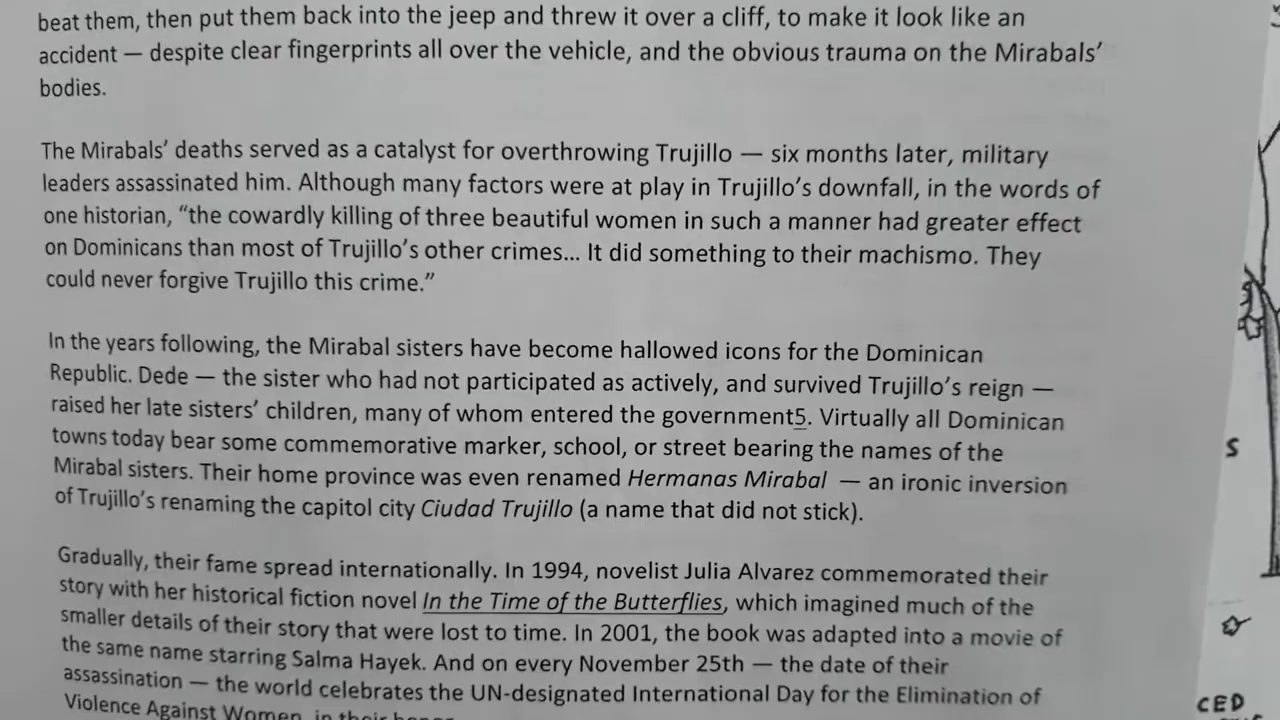 beat them, then put them back into the jeep and threw it over a cliff, to make it look like an
accident — despite clear fingerprints all over the vehicle, and the obvious trauma on the Mirabals’
bodies.
The Mirabals’ deaths served as a catalyst for overthrowing Trujillo — six months later, military
leaders assassinated him. Although many factors were at play in Trujillo’s downfall, in the words of
one historian, “the cowardly killing of three beautiful women in such a manner had greater effect
on Dominicans than most of Trujillo’s other crimes... It did something to their machismo. They
could never forgive Trujillo this crime.”
In the years following, the Mirabal sisters have become hallowed icons for the Dominican
Republic. Dede — the sister who had not participated as actively, and survived Trujillo’s reign —
raised her late sisters’ children, many of whom entered the government5. Virtually all Dominican
towns today bear some commemorative marker, school, or street bearing the names of the
Mirabal sisters. Their home province was even renamed Hermanas Mirabal — an ironic inversion
of Trujillo’s renaming the capitol city Ciudad Trujillo (a name that did not stick).
Gradually, their fame spread internationally. In 1994, novelist Julia Alvarez commemorated their
story with her historical fiction novel In the Time of the Butterflies, which imagined much of the
smaller details of their story that were lost to time. In 2001, the book was adapted into a movie of
the same name starring Salma Hayek. And on every November 25th — the date of their
assassination — the world celebrates the UN-designated International Day for the Elimination of
Violence Against Women, in their honor
S
CED